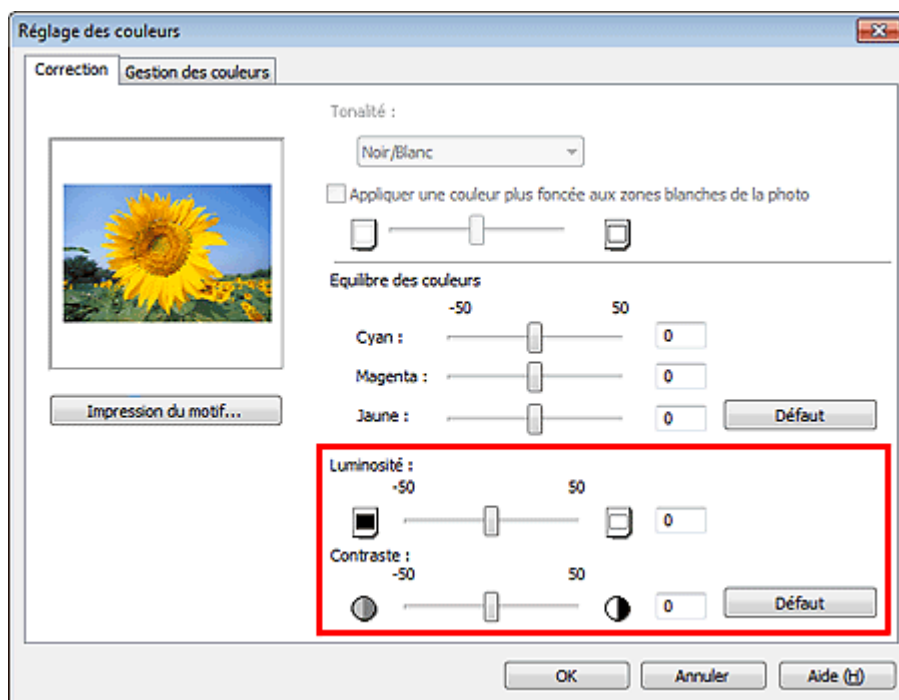 Réglage des couleurs
Correction
Gestion des couleurs
Tonalité :
Noir/Blanc
Appliquer une couleur plus foncée aux zones blanches de la photo
Equilibre des couleurs
-50 50
Cyan : 0
Magenta : 0
Jaune : 0 Défaut
Impression du motif...
Luminosité :
-50 50
0
Contraste :
-50 50
0 Défaut
OK Annuler Aide (H)